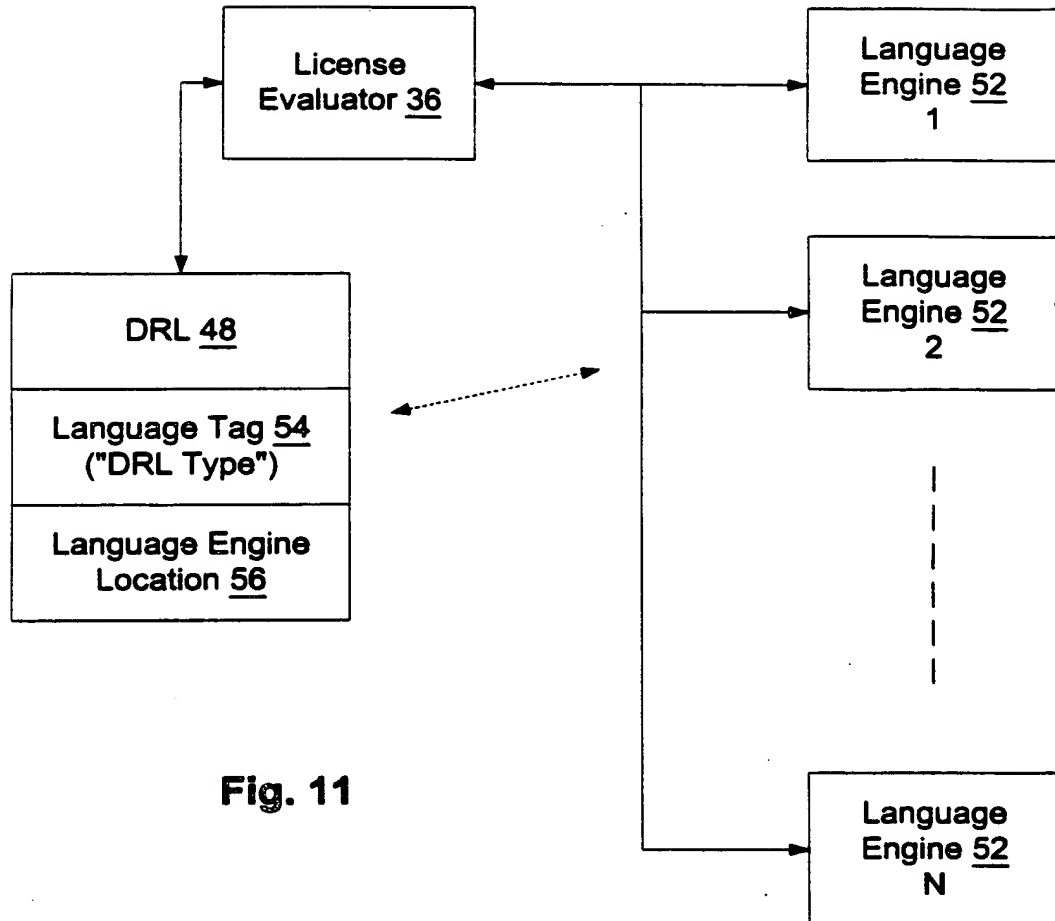 License
Evaluator 36
Language
Engine 52
1
Language
Engine 52
2
DRL 48
Language Tag 54
("DRL Type")
Language Engine
Location 56
Fig. 11
Language
Engine 52
N